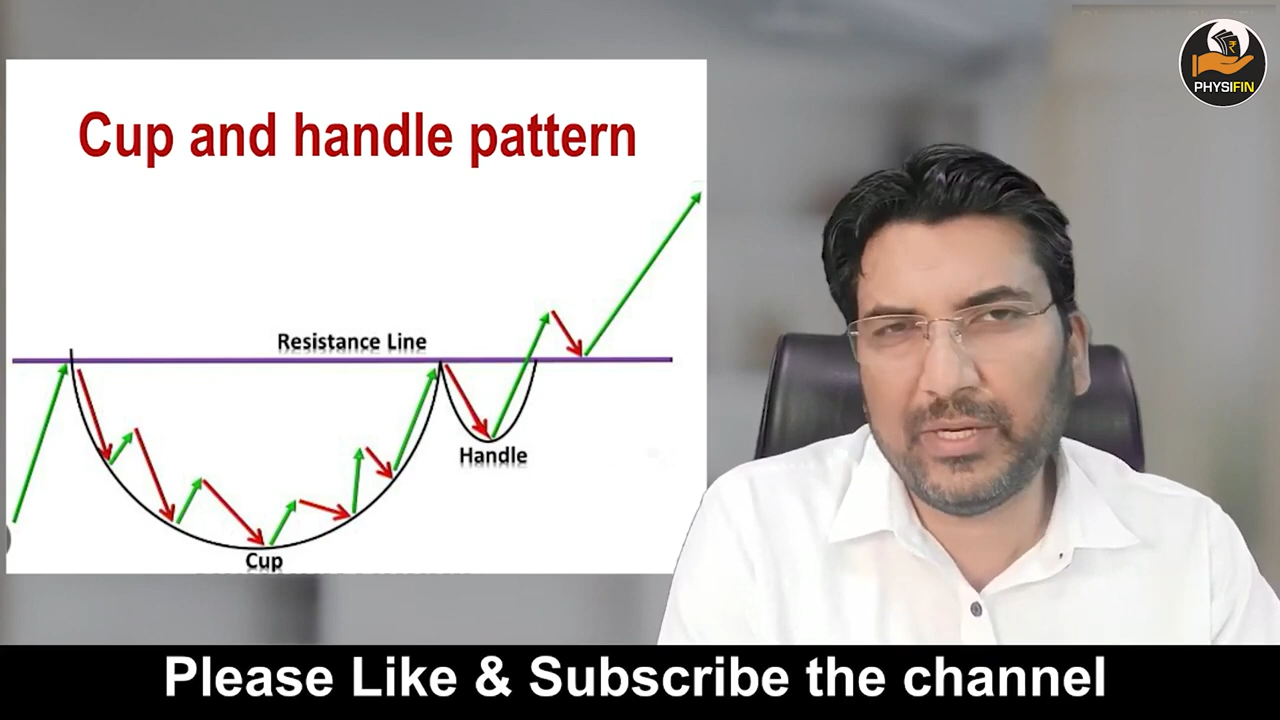 PHYSIFIN
Cup and handle pattern
Resistance Line
Handle
Cup
Please Like & Subscribe the channel